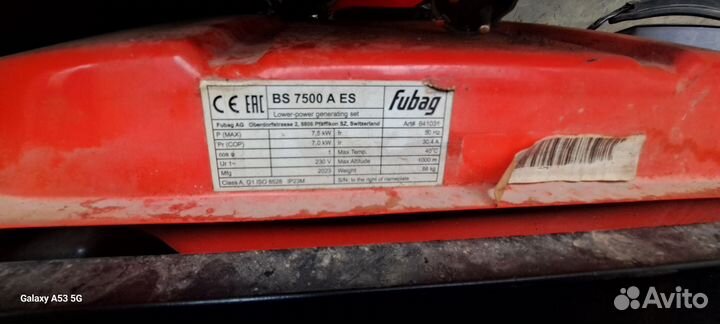 CE EAC BS 7500 A ES fubag
Lower-power generating set
Fubag AG Oberdorfstrasse 2, 8808 Pfäffikon SZ, Switzerland Art# 641031
P (MAX) 7,5 kW fr 50 Hz
Pr (COP) 7,0 kW Ir 30,4 A
cos φ 1 Max.Temp. 40°C
Ur 1~ 230 V Max.Altitude 1000 m
Mfg 2023 Weight 88 kg
Class A, G1 ISO 8528 IP23M S/N: to the right of nameplate
Galaxy A53 5G
Avito